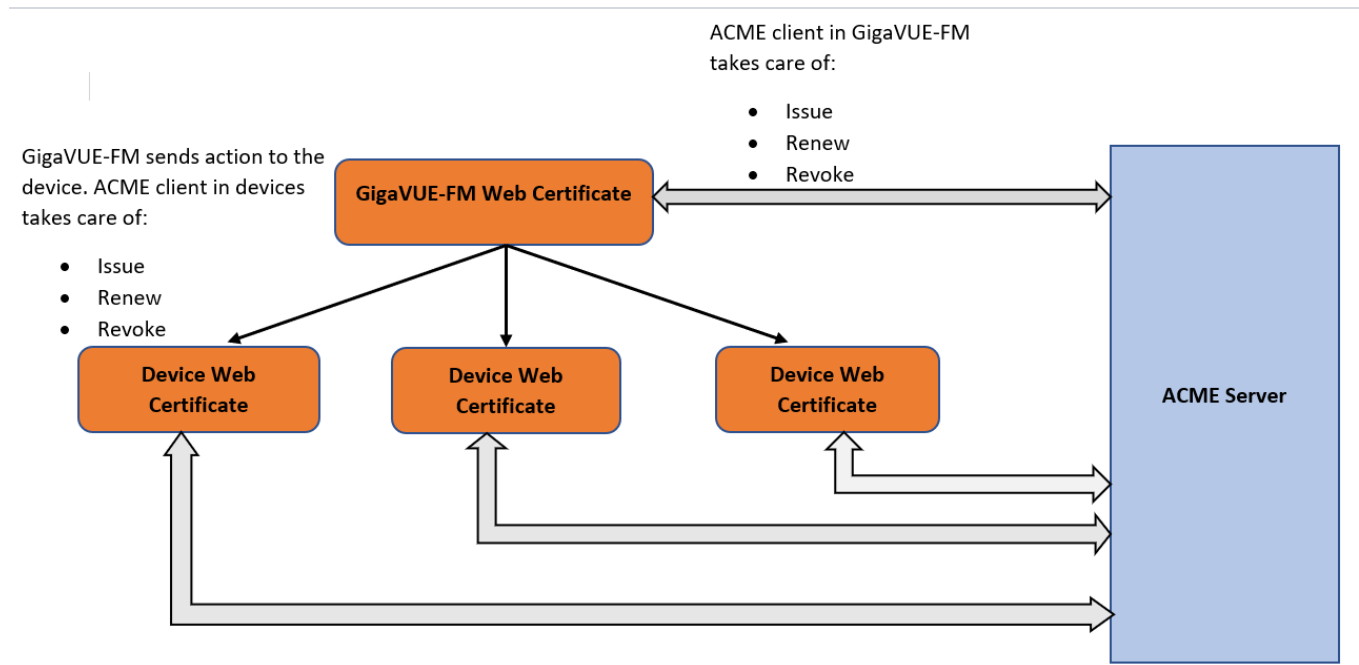 ACME client in GigaVUE-FM
takes care of:
• Issue
• Renew
• Revoke
GigaVUE-FM sends action to the
device. ACME client in devices
takes care of:
• Issue
• Renew
• Revoke
GigaVUE-FM Web Certificate
Device Web
Certificate
Device Web
Certificate
Device Web
Certificate
ACME Server